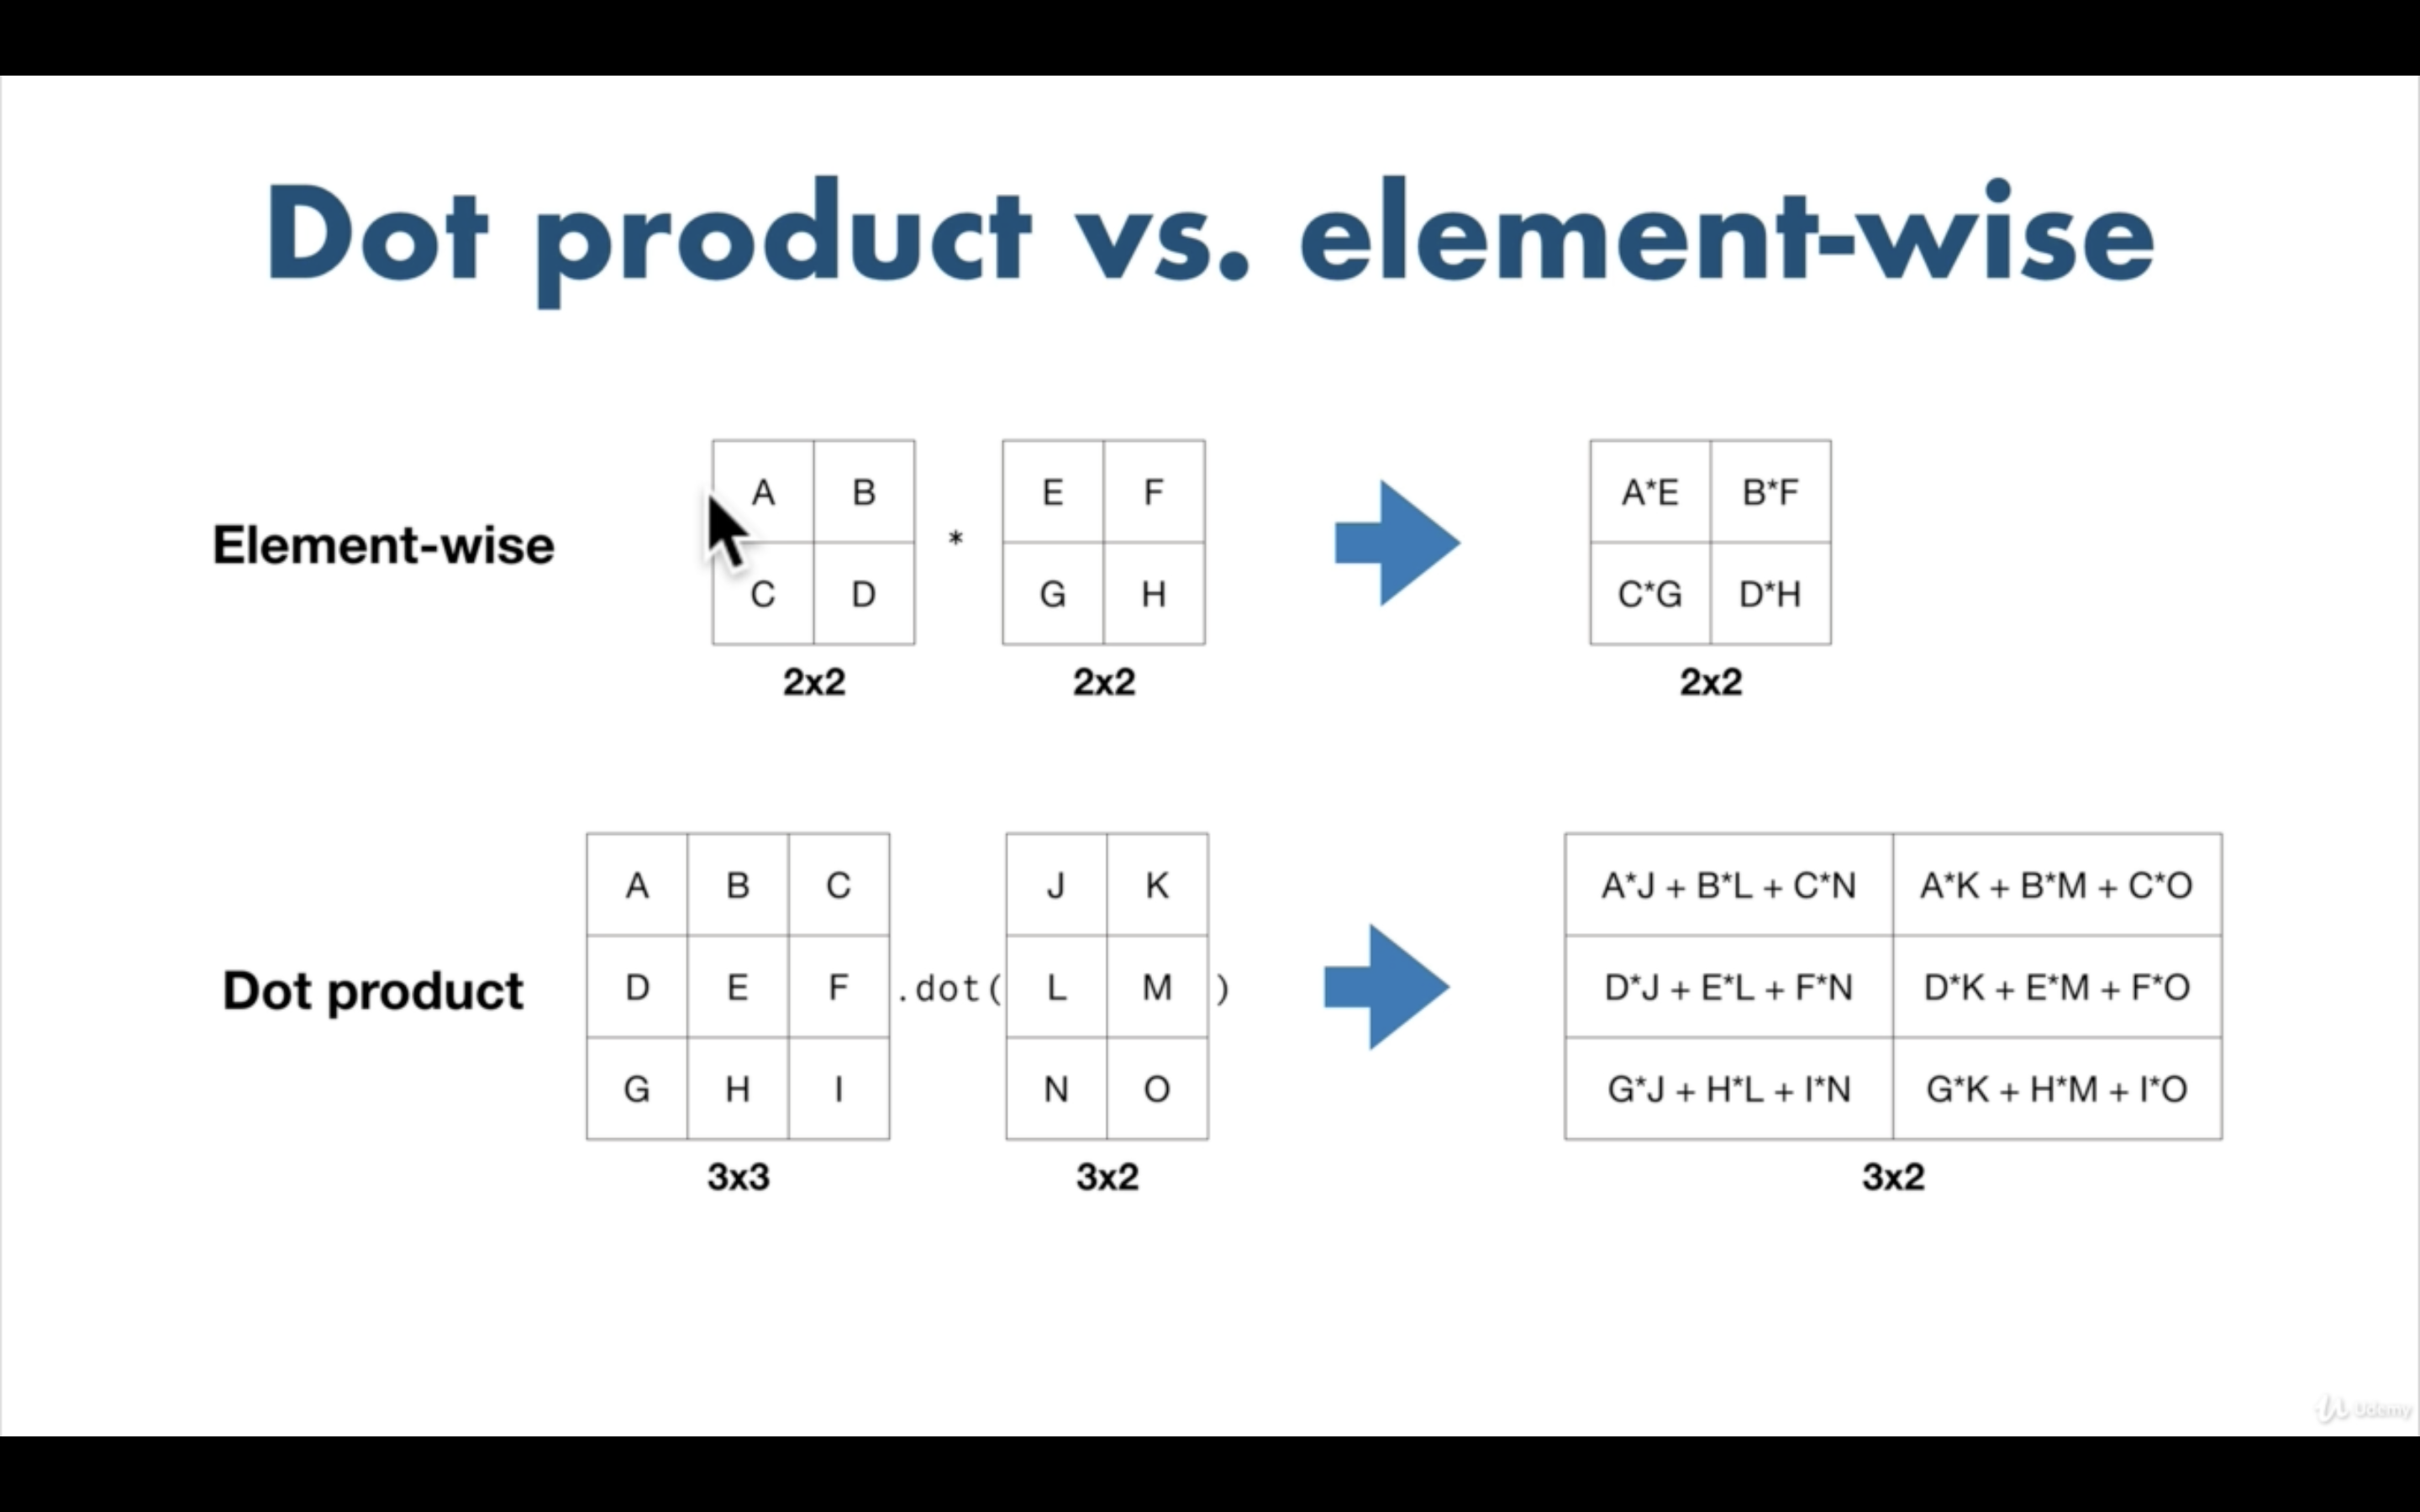 Dot product vs. element-wise
Element-wise
A B
C D
2x2
*
E F
G H
2x2
A*E B*F
C*G D*H
2x2
Dot product
A B C
D E F
G H I
3x3
.dot(
J K
L M
N O
)
3x2
A*J + B*L + C*N A*K + B*M + C*O
D*J + E*L + F*N D*K + E*M + F*O
G*J + H*L + I*N G*K + H*M + I*O
3x2
Udemy